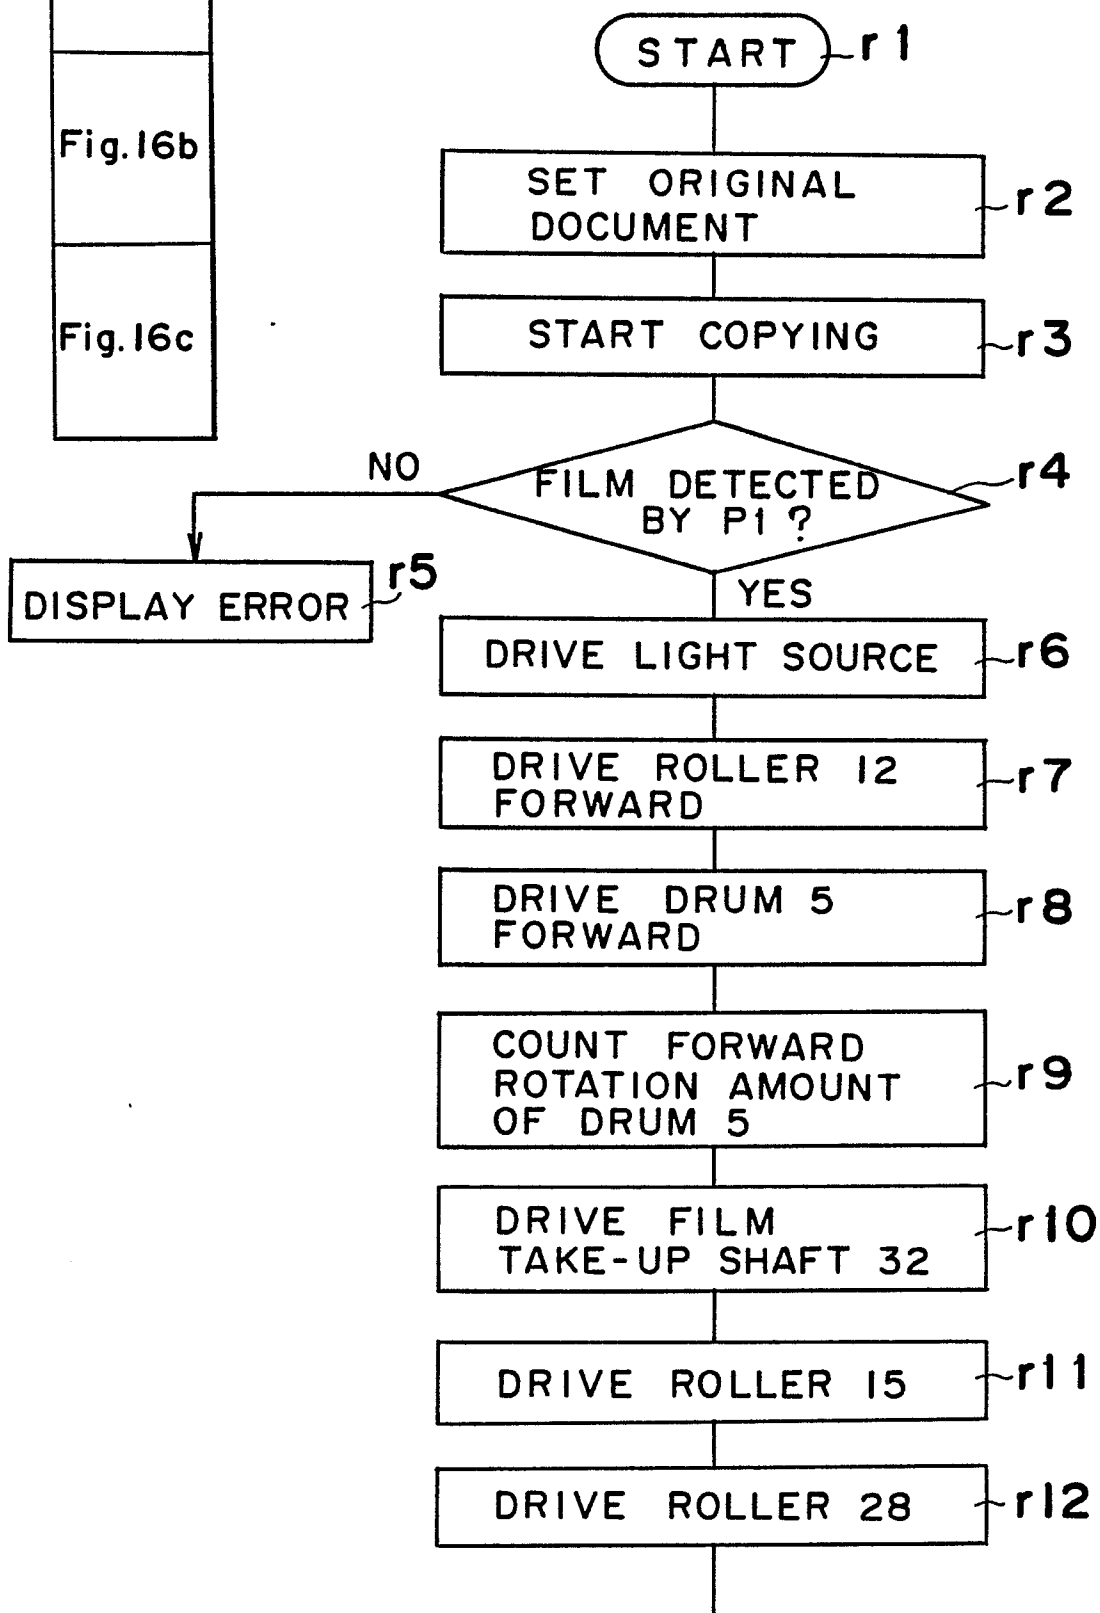 Fig.16b
Fig.16c
START
r1
SET ORIGINAL
DOCUMENT
r2
START COPYING
r3
FILM DETECTED
BY P1 ?
r4
NO
YES
DISPLAY ERROR
r5
DRIVE LIGHT SOURCE
r6
DRIVE ROLLER 12
FORWARD
r7
DRIVE DRUM 5
FORWARD
r8
COUNT FORWARD
ROTATION AMOUNT
OF DRUM 5
r9
DRIVE FILM
TAKE-UP SHAFT 32
r10
DRIVE ROLLER 15
r11
DRIVE ROLLER 28
r12